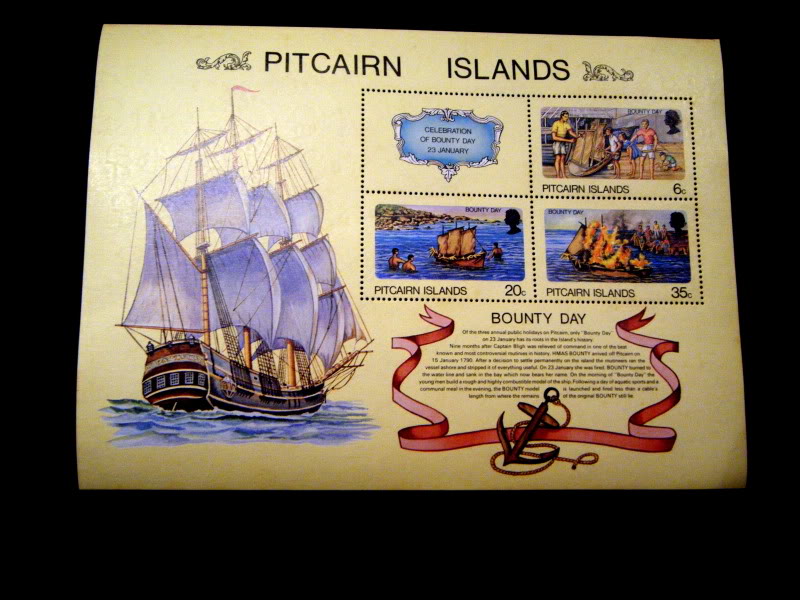 PITCAIRN ISLANDS
CELEBRATION
OF BOUNTY DAY
23 JANUARY
BOUNTY DAY
PITCAIRN ISLANDS
6c
BOUNTY DAY
PITCAIRN ISLANDS
20c
BOUNTY DAY
PITCAIRN ISLANDS
35c
BOUNTY DAY
Of the three annual public holidays on Pitcairn, only "Bounty Day"
on 23 January has its roots in the Island's history.
Nine months after Captain Bligh was relieved of command in one of the best
known and most controversial mutinies in history, HMAS BOUNTY arrived off Pitcairn on
15 January 1790. After a decision to settle permanently on the island the mutineers ran the
vessel ashore and stripped it of everything useful. On 23 January she was fired. BOUNTY burned to
the water line and sank in the bay which now bears her name. On the morning of "Bounty Day" the
young men build a rough and highly combustible model of the ship. Following a day of aquatic sports and a
communal meal in the evening, the BOUNTY model is launched and fired less than a cable's
length from where the remains of the original BOUNTY still lie.